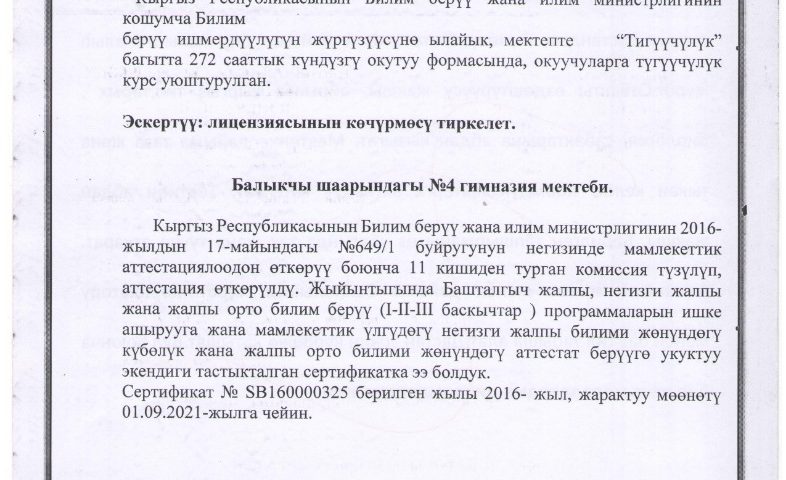 Кыргыз Республикасынын Билим берүү жана илим министрлигинин
кошумча Билим
берүү ишмердүүлүгүн жүргүзүүсүнө ылайык, мектепте “Тигүүчүлүк”
багытта 272 сааттык күндүзгү окутуу формасында, окуучуларга түгүүчүлүк
курс уюштурулган.
Эскертүү: лицензиясынын көчүрмөсү тиркелет.
Балыкчы шаарындагы №4 гимназия мектеби.
Кыргыз Республикасынын Билим берүү жана илим министрлигинин 2016-
жылдын 17-майындагы №649/1 буйругунун негизинде мамлекеттик
аттестациялоодон өткөрүү боюнча 11 кишиден турган комиссия түзүлүп,
аттестация өткөрүлдү. Жыйынтыгында Башталгыч жалпы, негизги жалпы
жана жалпы орто билим берүү (I-II-III баскычтар ) программаларын ишке
ашырууга жана мамлекеттик үлгүдөгү негизги жалпы билими жөнүндөгү
күбөлүк жана жалпы орто билими жөнүндөгү аттестат берүүгө укуктуу
экендиги тастыкталган сертификатка ээ болдук.
Сертификат № SB160000325 берилген жылы 2016- жыл, жарактуу мөөнөтү
01.09.2021-жылга чейин.